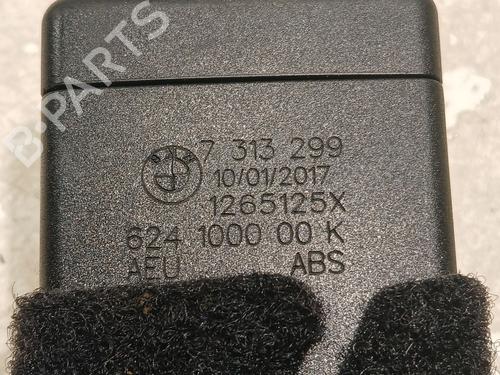 B-PARTS
7 313 299
10/01/2017
1265125X
624 1000 00 K
AEU ABS